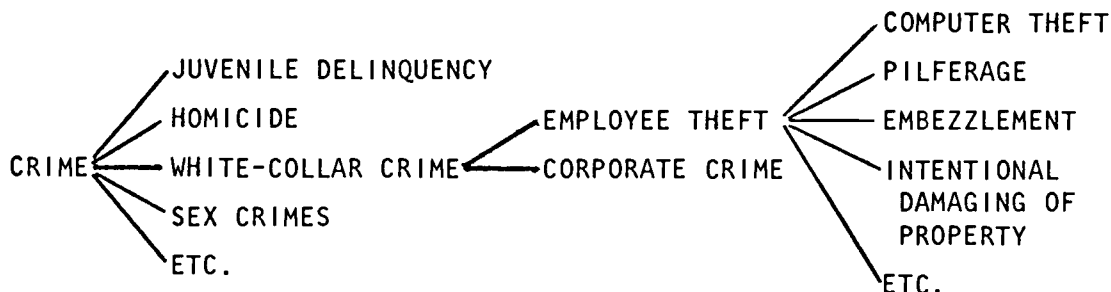 COMPUTER THEFT
JUVENILE DELINQUENCY
PILFERAGE
HOMICIDE
EMPLOYEE THEFT
EMBEZZLEMENT
CRIME
WHITE-COLLAR CRIME
CORPORATE CRIME
INTENTIONAL
DAMAGING OF
PROPERTY
SEX CRIMES
ETC.
ETC.